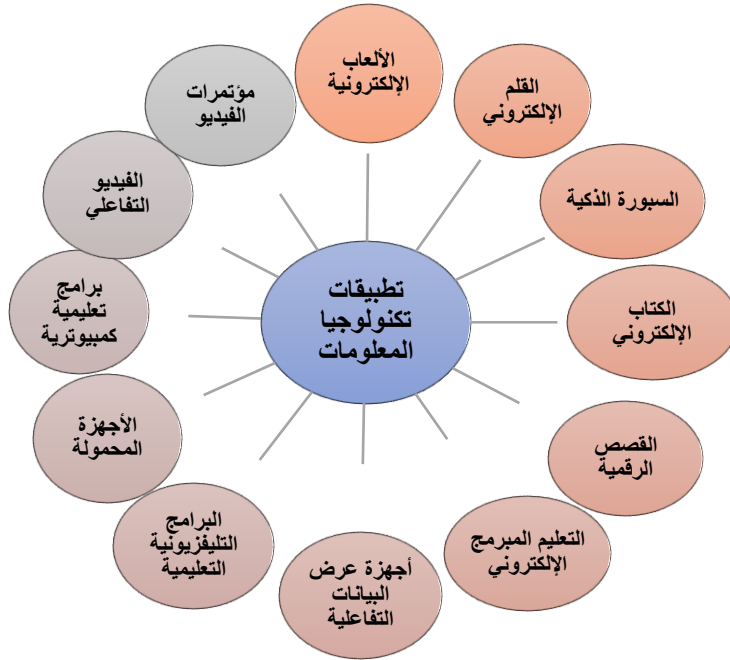 الألعاب
الإلكترونية
القلم
الإلكتروني
السبورة الذكية
الكتاب
الإلكتروني
القصص
الرقمية
التعليم المبرمج
الإلكتروني
أجهزة عرض
البيانات
التفاعلية
البرامج
التليفزيونية
التعليمية
الأجهزة
المحمولة
برامج
تعليمية
كمبيوترية
الفيديو
التفاعلي
مؤتمرات
الفيديو
تطبيقات
تكنولوجيا
المعلومات